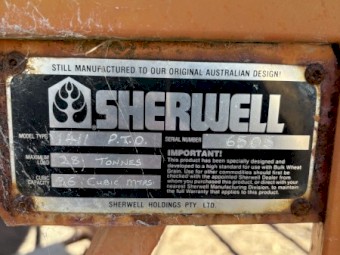 STILL MANUFACTURED TO OUR ORIGINAL AUSTRALIAN DESIGN!
SHERWELL
MODEL TYPE 1411 P.T.O. SERIAL NUMBER 6503
MAXIMUM LOAD 28 TONNES
CUBIC CAPACITY CUBIC MTRS
IMPORTANT!
This product has been specially designed and
developed to a high standard for use with Bulk Wheat
Grain. Use for other commodities should first be
checked with the appointed Sherwell Dealer from
whom you purchased this product, or direct to the
nearest Sherwell Manufacturing Division, to maintain
the full Warranty that applies to this product.
SHERWELL HOLDINGS PTY. LTD.